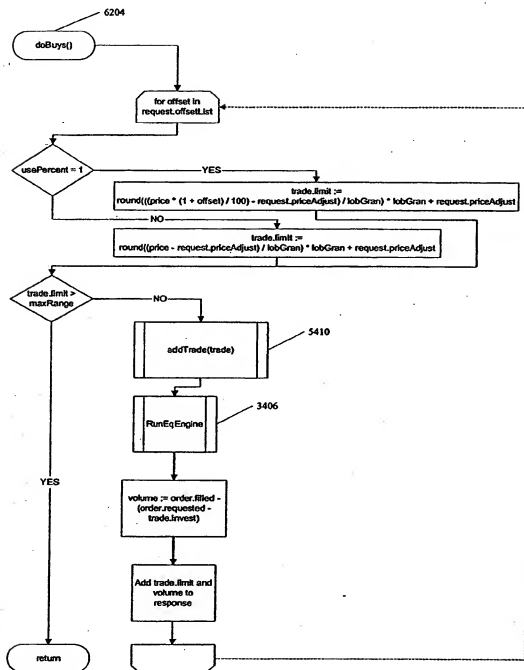 6204
doBuys()
for offset in
request.offsetList
usePercent = 1
YES
trade.limit :=
round(((price * (1 + offset) / 100) - request.priceAdjust) / lobGran) * lobGran + request.priceAdjust
NO
trade.limit :=
round((price - request.priceAdjust) / lobGran) * lobGran + request.priceAdjust
trade.limit >
maxRange
NO
5410
addTrade(trade)
3406
RunEqEngine
YES
volume := order.filled -
(order.requested -
trade.invest)
Add trade.limit and
volume to
response
return